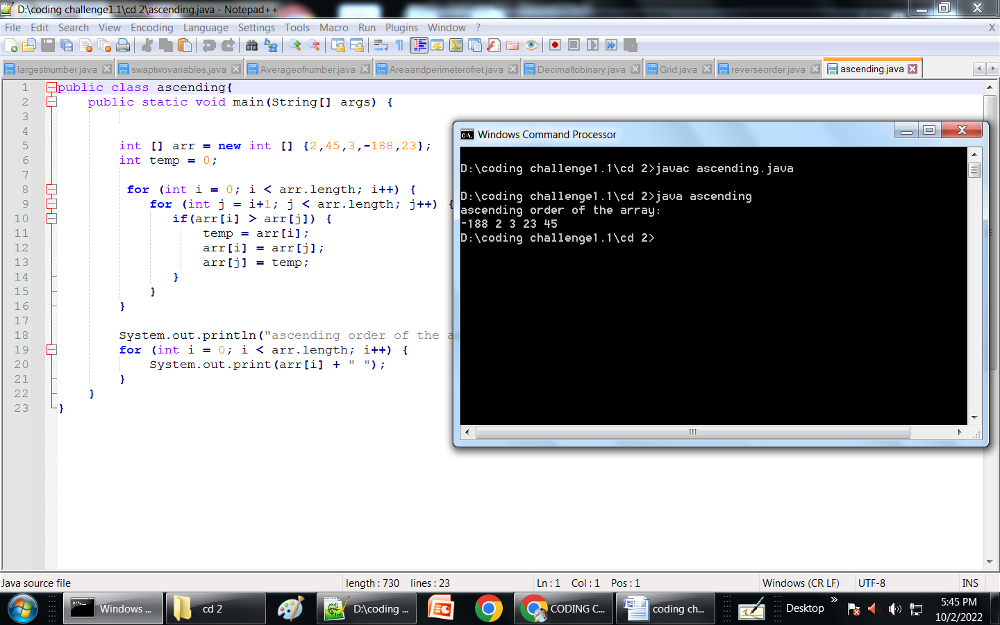 D:\coding challenge1.1\cd 2\ascending.java - Notepad++
File Edit Search View Encoding Language Settings Tools Macro Run Plugins Window ? X
largestnumber.java swaptwovariables.java Averageofnumber.java Areaandperimeterofret.java Decimaltobinary.java Grid.java reverseorder.java ascending.java
1 public class ascending{
2 public static void main(String[] args) {
3
4
5 int [] arr = new int [] {2,45,3,-188,23};
6 int temp = 0;
7
8 for (int i = 0; i < arr.length; i++) {
9 for (int j = i+1; j < arr.length; j++) {
10 if(arr[i] > arr[j]) {
11 temp = arr[i];
12 arr[i] = arr[j];
13 arr[j] = temp;
14 }
15 }
16 }
17
18 System.out.println("ascending order of the a
19 for (int i = 0; i < arr.length; i++) {
20 System.out.print(arr[i] + " ");
21 }
22 }
23 }
Windows Command Processor
D:\coding challenge1.1\cd 2>javac ascending.java
D:\coding challenge1.1\cd 2>java ascending
ascending order of the array:
-188 2 3 23 45
D:\coding challenge1.1\cd 2>
Java source file length : 730 lines : 23 Ln : 1 Col : 1 Pos : 1 Windows (CR LF) UTF-8 INS
Windows ... cd 2 D:\coding ... CODING C... coding ch... Desktop » 5:45 PM
10/2/2022